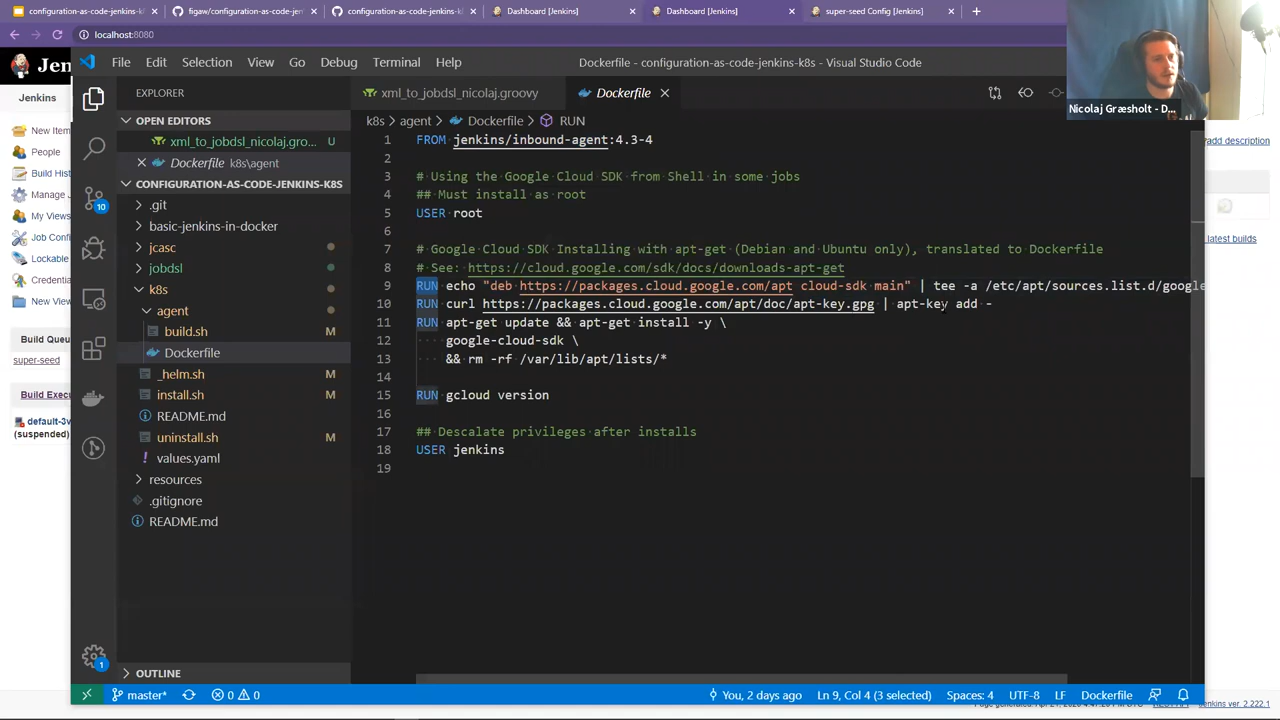 configuration-as-code-jenkins-k
figaw/configuration-as-code-jenki
configuration-as-code-jenkins-k8
Dashboard [Jenkins]
Dashboard [Jenkins]
super-seed Config [Jenkins]
localhost:8080
File Edit Selection View Go Debug Terminal Help
Dockerfile - configuration-as-code-jenkins-k8s - Visual Studio Code
Jen
Jenkins
New Item
People
Build Hist
Manage J
My Views
Job Confi
Lockable
Credentia
New View
Build Queu
super-seed
Build Exec
default-3v
(suspended)
EXPLORER
OPEN EDITORS
xml_to_jobdsl_nicolaj.gro... U
Dockerfile k8s\agent
CONFIGURATION-AS-CODE-JENKINS-K8S
.git
basic-jenkins-in-docker
jcasc
jobdsl
k8s
agent
build.sh M
Dockerfile
_helm.sh M
install.sh M
README.md
uninstall.sh M
values.yaml
resources
.gitignore
README.md
OUTLINE
10
1
xml_to_jobdsl_nicolaj.groovy
Dockerfile
k8s > agent > Dockerfile > RUN
1 FROM jenkins/inbound-agent:4.3-4
2
3 # Using the Google Cloud SDK from Shell in some jobs
4 ## Must install as root
5 USER root
6
7 # Google Cloud SDK Installing with apt-get (Debian and Ubuntu only), translated to Dockerfile
8 # See: https://cloud.google.com/sdk/docs/downloads-apt-get
9 RUN echo "deb https://packages.cloud.google.com/apt cloud-sdk main" | tee -a /etc/apt/sources.list.d/google
10 RUN curl https://packages.cloud.google.com/apt/doc/apt-key.gpg | apt-key add -
11 RUN apt-get update && apt-get install -y \
12 google-cloud-sdk \
13 && rm -rf /var/lib/apt/lists/*
14
15 RUN gcloud version
16
17 ## Descalate privileges after installs
18 USER jenkins
19
Nicolaj Græsholt - D...
add description
latest builds
master*
0 0
You, 2 days ago
Ln 9, Col 4 (3 selected)
Spaces: 4
UTF-8
LF
Dockerfile
Jenkins ver. 2.222.1